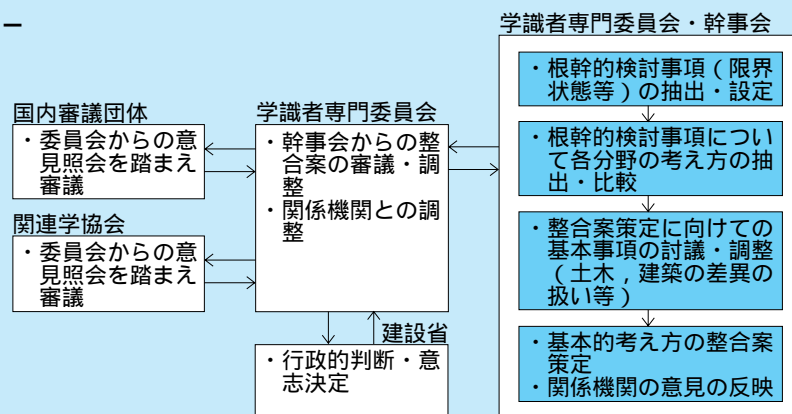 国内審議団体
・委員会からの意
見照会を踏まえ
審議
関連学協会
・委員会からの意
見照会を踏まえ
審議
学識者専門委員会
・幹事会からの整
合案の審議・調
整
・関係機関との調
整
建設省
・行政的判断・意
志決定
学識者専門委員会・幹事会
・根幹的検討事項（限界
状態等）の抽出・設定
・根幹的検討事項につい
て各分野の考え方の抽
出・比較
・整合案策定に向けての
基本事項の討議・調整
（土木，建築の差異の
扱い等）
・基本的考え方の整合案
策定
・関係機関の意見の反映